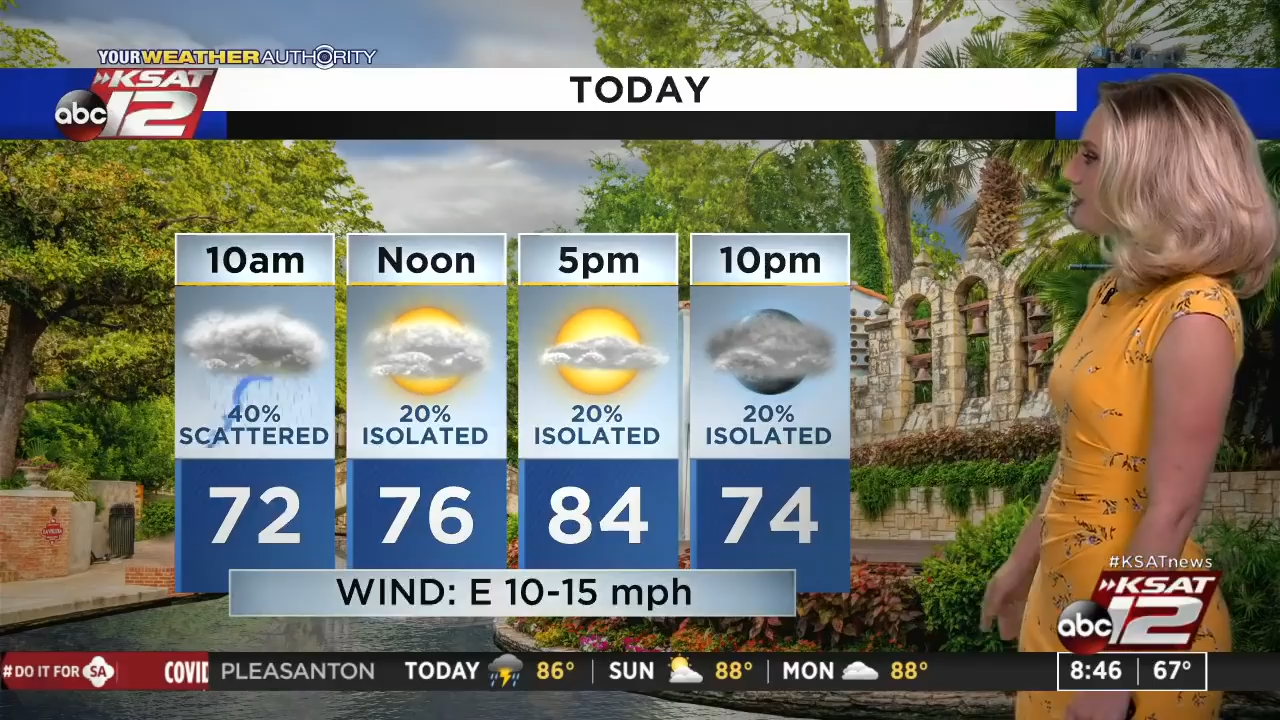 YOURWEATHERAUTHORITY
KSAT
abc 12
TODAY
10am
Noon
5pm
10pm
40%
SCATTERED
20%
ISOLATED
20%
ISOLATED
20%
ISOLATED
72
76
84
74
WIND: E 10-15 mph
#KSATnews
KSAT
abc 12
#DO IT FOR SA
COVID
PLEASANTON TODAY 86° SUN 88° MON 88°
8:46 67°